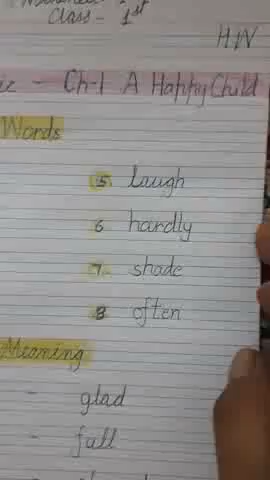 Class - 1st
H.W
Ch-1 A Happy Child
Words
5 laugh
6 hardly
7 shade
8 often
Meaning
- glad
- full